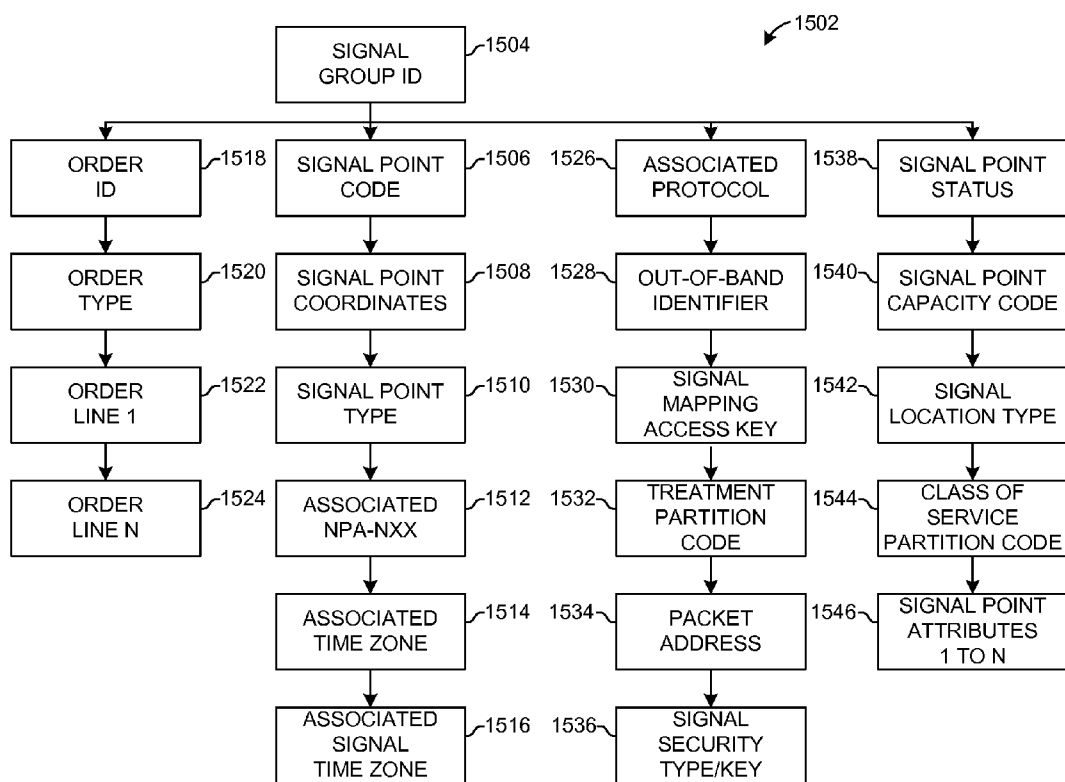 SIGNAL
GROUP ID
1504
1502
ORDER
ID
1518
SIGNAL POINT
CODE
1506
1526
ASSOCIATED
PROTOCOL
1538
SIGNAL POINT
STATUS
ORDER
TYPE
1520
SIGNAL POINT
COORDINATES
1508
1528
OUT-OF-BAND
IDENTIFIER
1540
SIGNAL POINT
CAPACITY CODE
ORDER
LINE 1
1522
SIGNAL POINT
TYPE
1510
1530
SIGNAL
MAPPING
ACCESS KEY
1542
SIGNAL
LOCATION TYPE
ORDER
LINE N
1524
ASSOCIATED
NPA-NXX
1512
1532
TREATMENT
PARTITION
CODE
1544
CLASS OF
SERVICE
PARTITION CODE
ASSOCIATED
TIME ZONE
1514
1534
PACKET
ADDRESS
1546
SIGNAL POINT
ATTRIBUTES
1 TO N
ASSOCIATED
SIGNAL
TIME ZONE
1516
1536
SIGNAL
SECURITY
TYPE/KEY